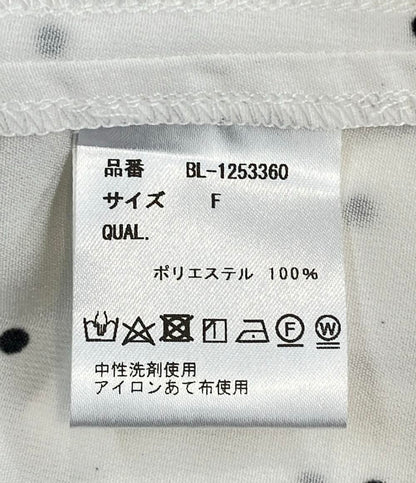 品番 BL-1253360
サイズ F
QUAL.
ポリエステル 100%
F W
中性洗剤使用
アイロンあて布使用